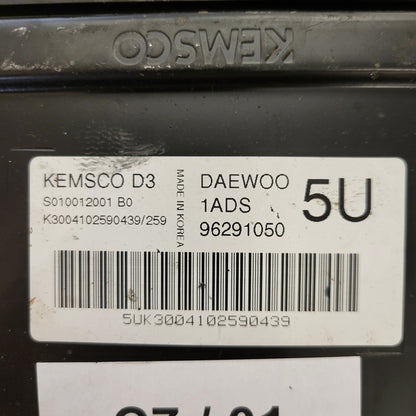 KEMSCO
KEMSCO D3
S010012001 B0
K3004102590439/259
MADE IN KOREA
DAEWOO
1ADS
96291050
5U
5UK3004102590439